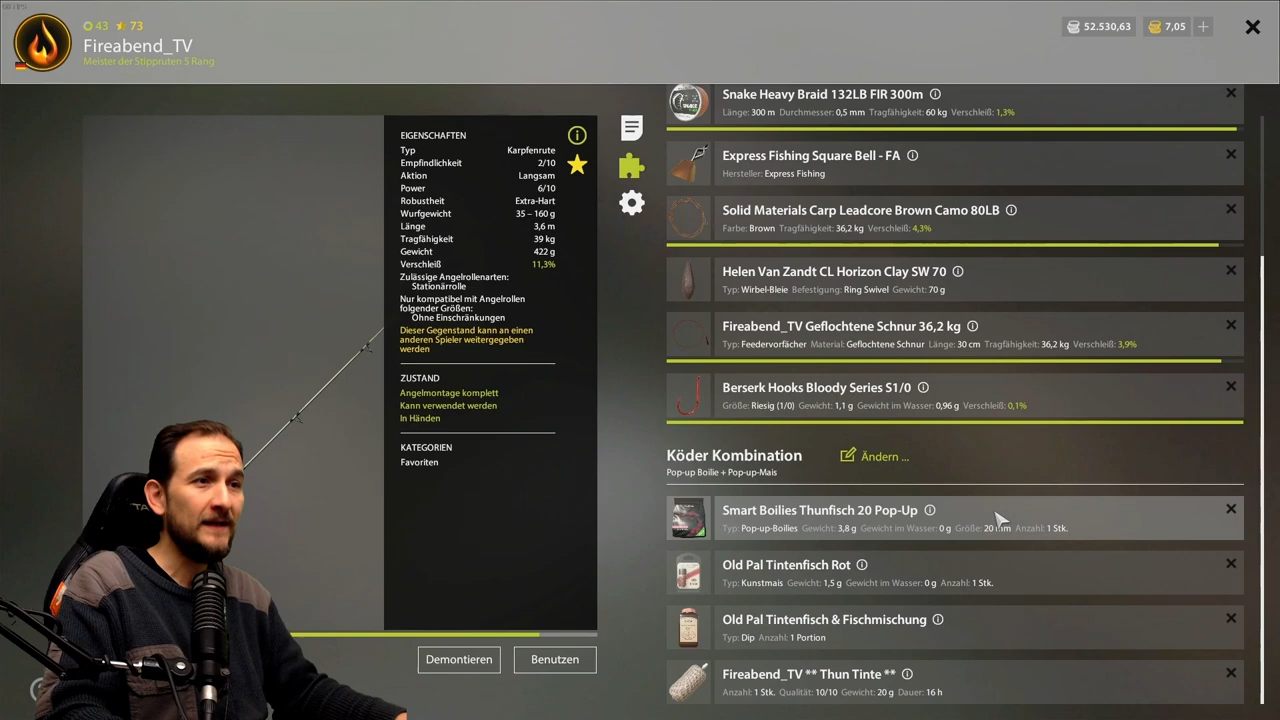 60 FPS
43 73
Fireabend_TV
Meister der Stippruten 5 Rang
52.530,63
7,05
EIGENSCHAFTEN
Typ Karpfenrute
Empfindlichkeit 2/10
Aktion Langsam
Power 6/10
Robustheit Extra-Hart
Wurfgewicht 35 – 160 g
Länge 3,6 m
Tragfähigkeit 39 kg
Gewicht 422 g
Verschleiß 11,3%
Zulässige Angelrollenarten:
Stationärrolle
Nur kompatibel mit Angelrollen
folgender Größen:
Ohne Einschränkungen
Dieser Gegenstand kann an einen
anderen Spieler weitergegeben
werden
ZUSTAND
Angelmontage komplett
Kann verwendet werden
In Händen
KATEGORIEN
Favoriten
Demontieren
Benutzen
Snake Heavy Braid 132LB FIR 300m
Länge: 300 m Durchmesser: 0,5 mm Tragfähigkeit: 60 kg Verschleiß: 1,3%
Express Fishing Square Bell - FA
Hersteller: Express Fishing
Solid Materials Carp Leadcore Brown Camo 80LB
Farbe: Brown Tragfähigkeit: 36,2 kg Verschleiß: 4,3%
Helen Van Zandt CL Horizon Clay SW 70
Typ: Wirbel-Bleie Befestigung: Ring Swivel Gewicht: 70 g
Fireabend_TV Geflochtene Schnur 36,2 kg
Typ: Feedervorfächer Material: Geflochtene Schnur Länge: 30 cm Tragfähigkeit: 36,2 kg Verschleiß: 3,9%
Berserk Hooks Bloody Series S1/0
Größe: Riesig (1/0) Gewicht: 1,1 g Gewicht im Wasser: 0,96 g Verschleiß: 0,1%
Köder Kombination Ändern ...
Pop-up Boilie + Pop-up-Mais
Smart Boilies Thunfisch 20 Pop-Up
Typ: Pop-up-Boilies Gewicht: 3,8 g Gewicht im Wasser: 0 g Größe: 20 mm Anzahl: 1 Stk.
Old Pal Tintenfisch Rot
Typ: Kunstmais Gewicht: 1,5 g Gewicht im Wasser: 0 g Anzahl: 1 Stk.
Old Pal Tintenfisch & Fischmischung
Typ: Dip Anzahl: 1 Portion
Fireabend_TV ** Thun Tinte **
Anzahl: 1 Stk. Qualität: 10/10 Gewicht: 20 g Dauer: 16 h